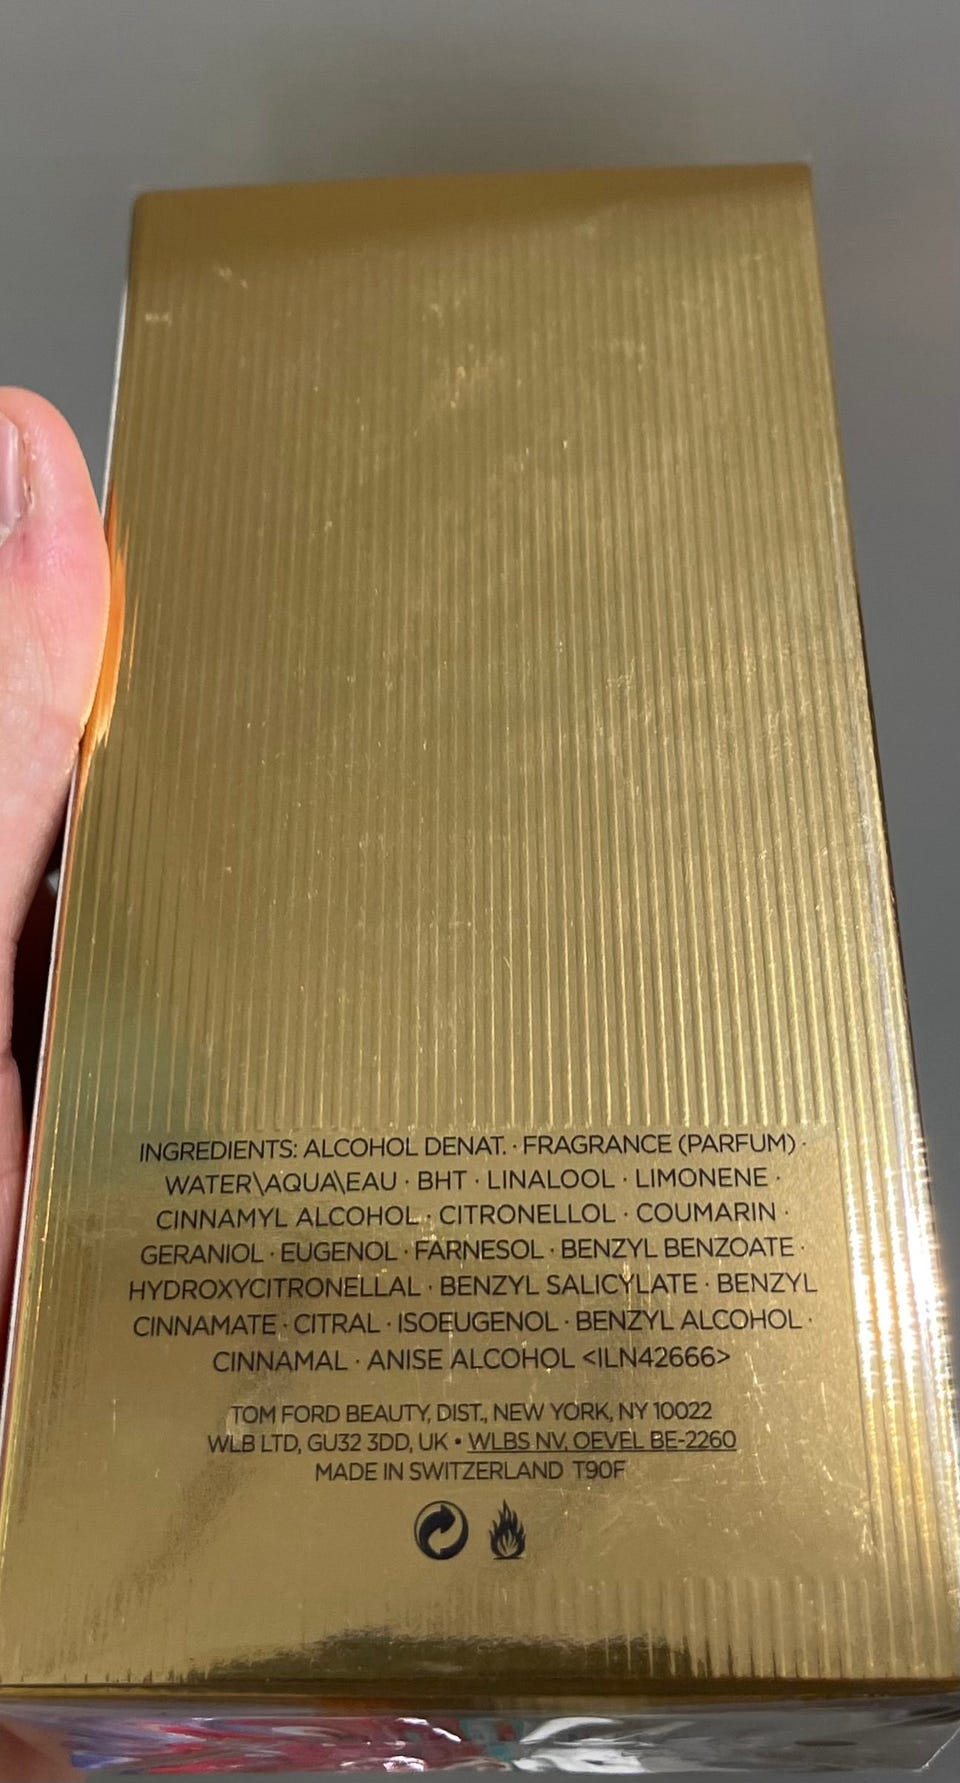 INGREDIENTS: ALCOHOL DENAT. · FRAGRANCE (PARFUM) ·
WATER\AQUA\EAU · BHT · LINALOOL · LIMONENE ·
CINNAMYL ALCOHOL · CITRONELLOL · COUMARIN ·
GERANIOL · EUGENOL · FARNESOL · BENZYL BENZOATE ·
HYDROXYCITRONELLAL · BENZYL SALICYLATE · BENZYL
CINNAMATE · CITRAL · ISOEUGENOL · BENZYL ALCOHOL ·
CINNAMAL · ANISE ALCOHOL <ILN42666>
TOM FORD BEAUTY, DIST., NEW YORK, NY 10022
WLB LTD, GU32 3DD, UK • WLBS NV, OEVEL BE-2260
MADE IN SWITZERLAND T90F